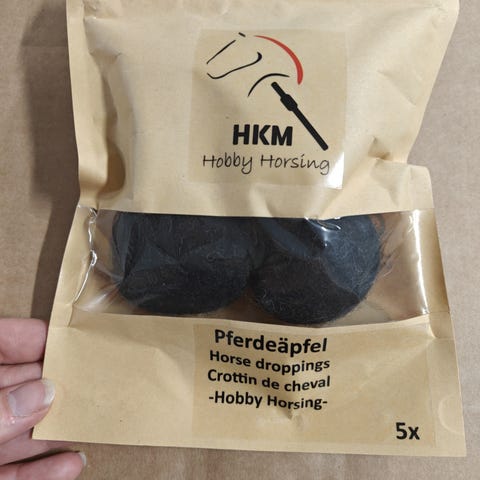 HKM
Hobby Horsing
Pferdeäpfel
Horse droppings
Crottin de cheval
-Hobby Horsing-
5x